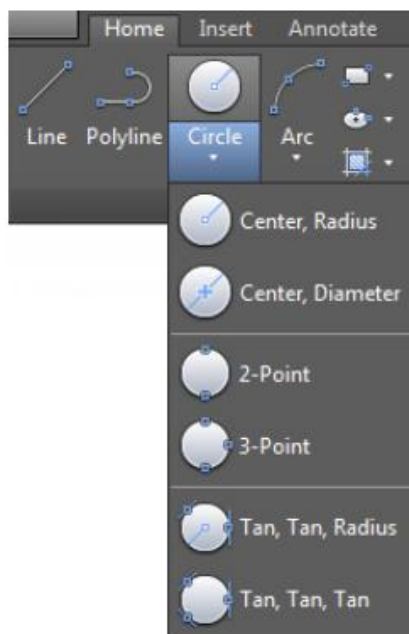 Home Insert Annotate
Line Polyline Circle Arc
Center, Radius
Center, Diameter
2-Point
3-Point
Tan, Tan, Radius
Tan, Tan, Tan